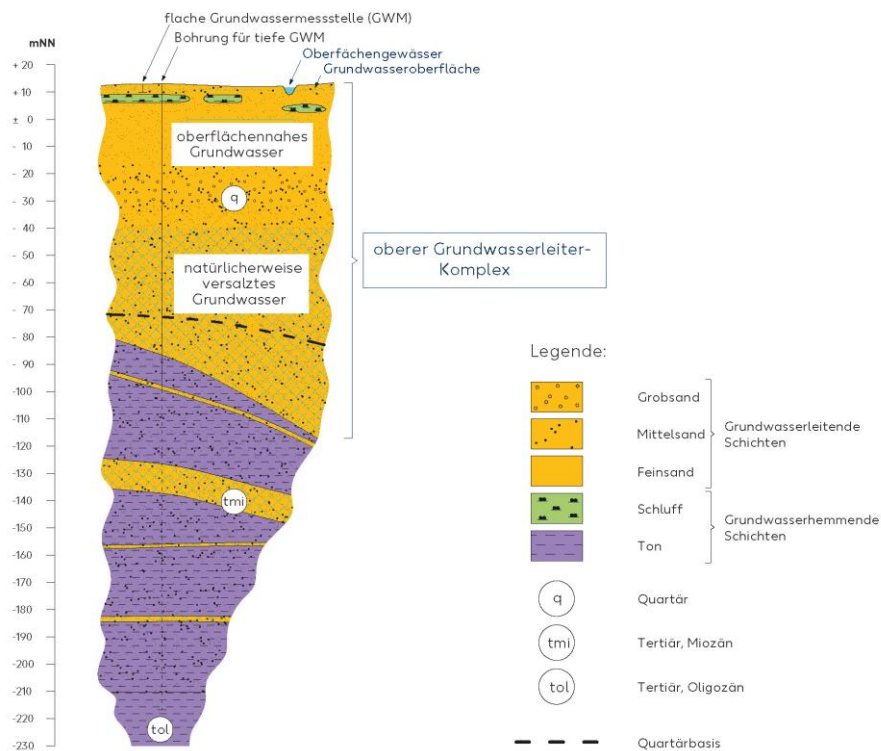 flache Grundwassermessstelle (GWM)
mNN
Bohrung für tiefe GWM
Oberfächengewässer
Grundwasseroberfläche
+ 20
+ 10
± 0
- 10
- 20
- 30
- 40
- 50
- 60
- 70
- 80
- 90
-100
-110
-120
-130
-140
-150
-160
-170
-180
-190
-200
-210
-220
-230
oberflächennahes
Grundwasser
q
natürlicherweise
versalztes
Grundwasser
oberer Grundwasserleiter-
Komplex
tmi
tol
Legende:
Grobsand
Mittelsand
Feinsand
Grundwasserleitende
Schichten
Schluff
Ton
Grundwasserhemmende
Schichten
q
Quartär
tmi
Tertiär, Miozän
tol
Tertiär, Oligozän
Quartärbasis